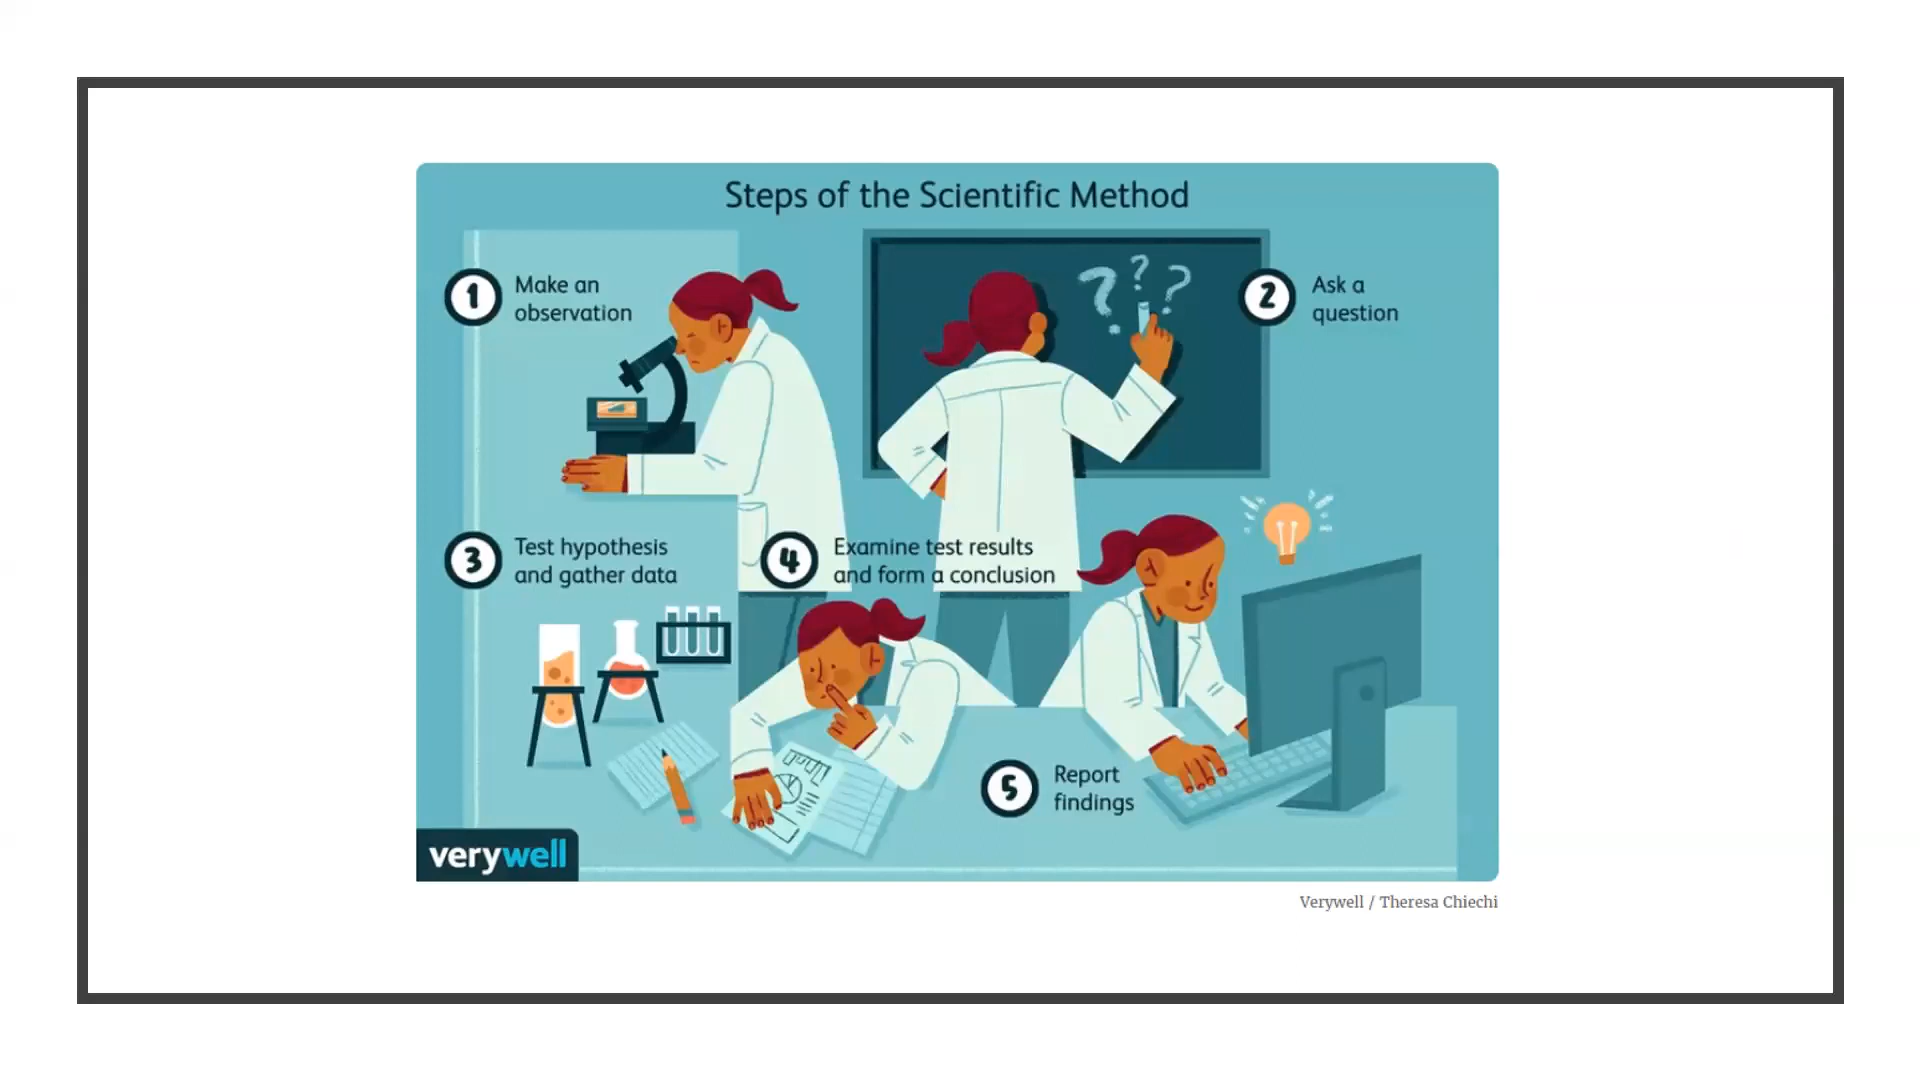 Steps of the Scientific Method
1
Make an
observation
2
Ask a
question
? ? ?
3
Test hypothesis
and gather data
4
Examine test results
and form a conclusion
5
Report
findings
verywell
Verywell / Theresa Chiechi